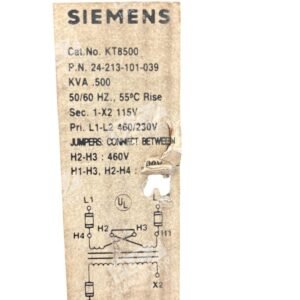 SIEMENS
Cat. No. KT8500
P.N. 24-213-101-039
KVA .500
50/60 HZ., 55°C Rise
Sec. 1-X2 115V
Pri. L1-L2 460/230V
JUMPERS: CONNECT BETWEEN
H2-H3 : 460V
H1-H3, H2-H4 :
L1
UL
H4 H2 H3 H1
X2